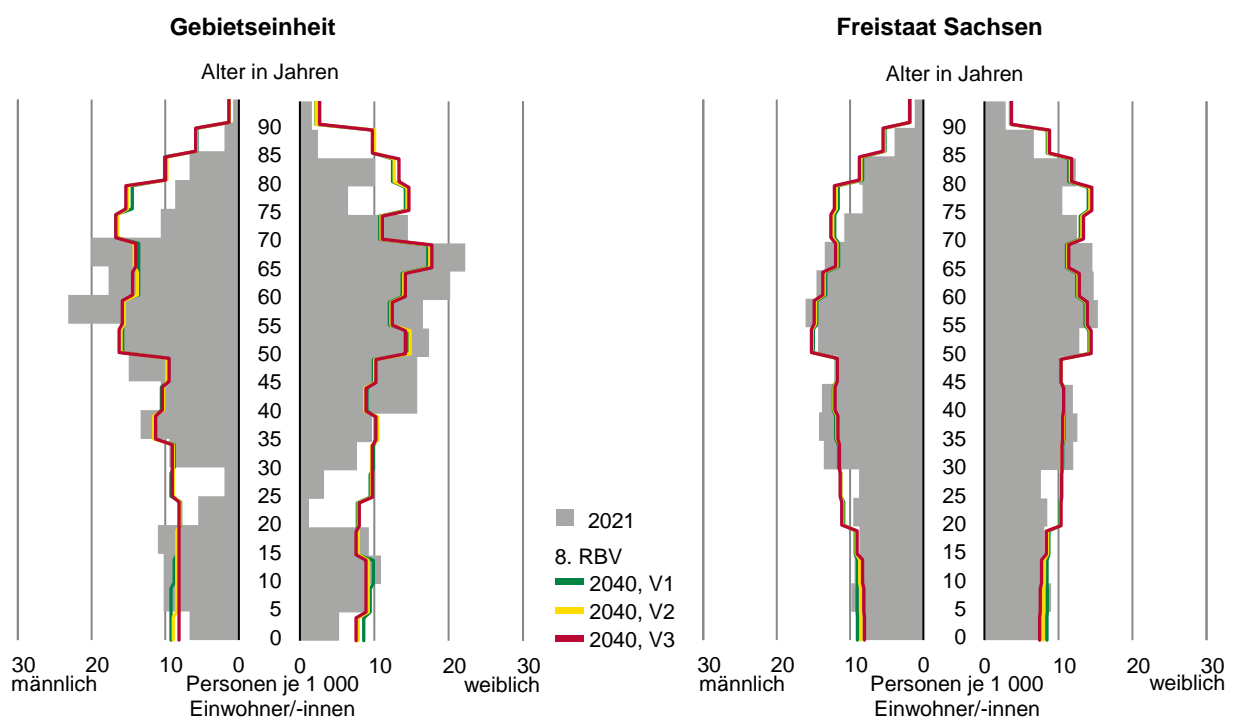 Gebietseinheit
Freistaat Sachsen
Alter in Jahren
Alter in Jahren
90
85
80
75
70
65
60
55
50
45
40
35
30
25
20
15
10
5
0
90
85
80
75
70
65
60
55
50
45
40
35
30
25
20
15
10
5
0
2021
8. RBV
2040, V1
2040, V2
2040, V3
30 20 10 0 0 10 20 30
männlich Personen je 1 000 weiblich
Einwohner/-innen
30 20 10 0 0 10 20 30
männlich Personen je 1 000 weiblich
Einwohner/-innen